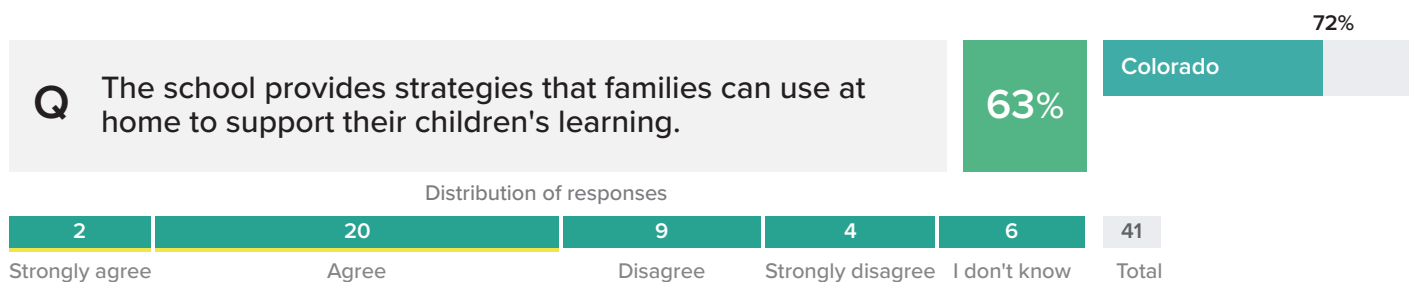 72%
Q
The school provides strategies that families can use at
home to support their children's learning.
63%
Colorado
Distribution of responses
2 20 9 4 6 41
Strongly agree Agree Disagree Strongly disagree I don't know Total